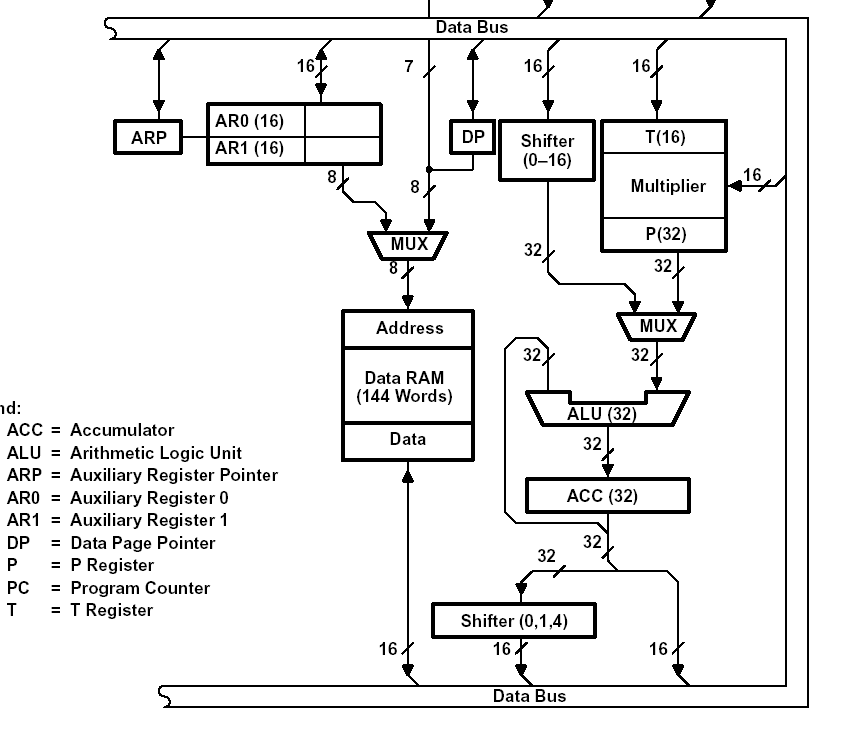 Data Bus
16
7
16
16
ARP
AR0 (16)
AR1 (16)
DP
Shifter
(0–16)
T(16)
Multiplier
P(32)
16
8
8
MUX
8
32
32
MUX
32
32
Address
Data RAM
(144 Words)
Data
ALU (32)
32
ACC (32)
32
32
Shifter (0,1,4)
16
16
16
Data Bus
nd:
ACC = Accumulator
ALU = Arithmetic Logic Unit
ARP = Auxiliary Register Pointer
AR0 = Auxiliary Register 0
AR1 = Auxiliary Register 1
DP = Data Page Pointer
P = P Register
PC = Program Counter
T = T Register